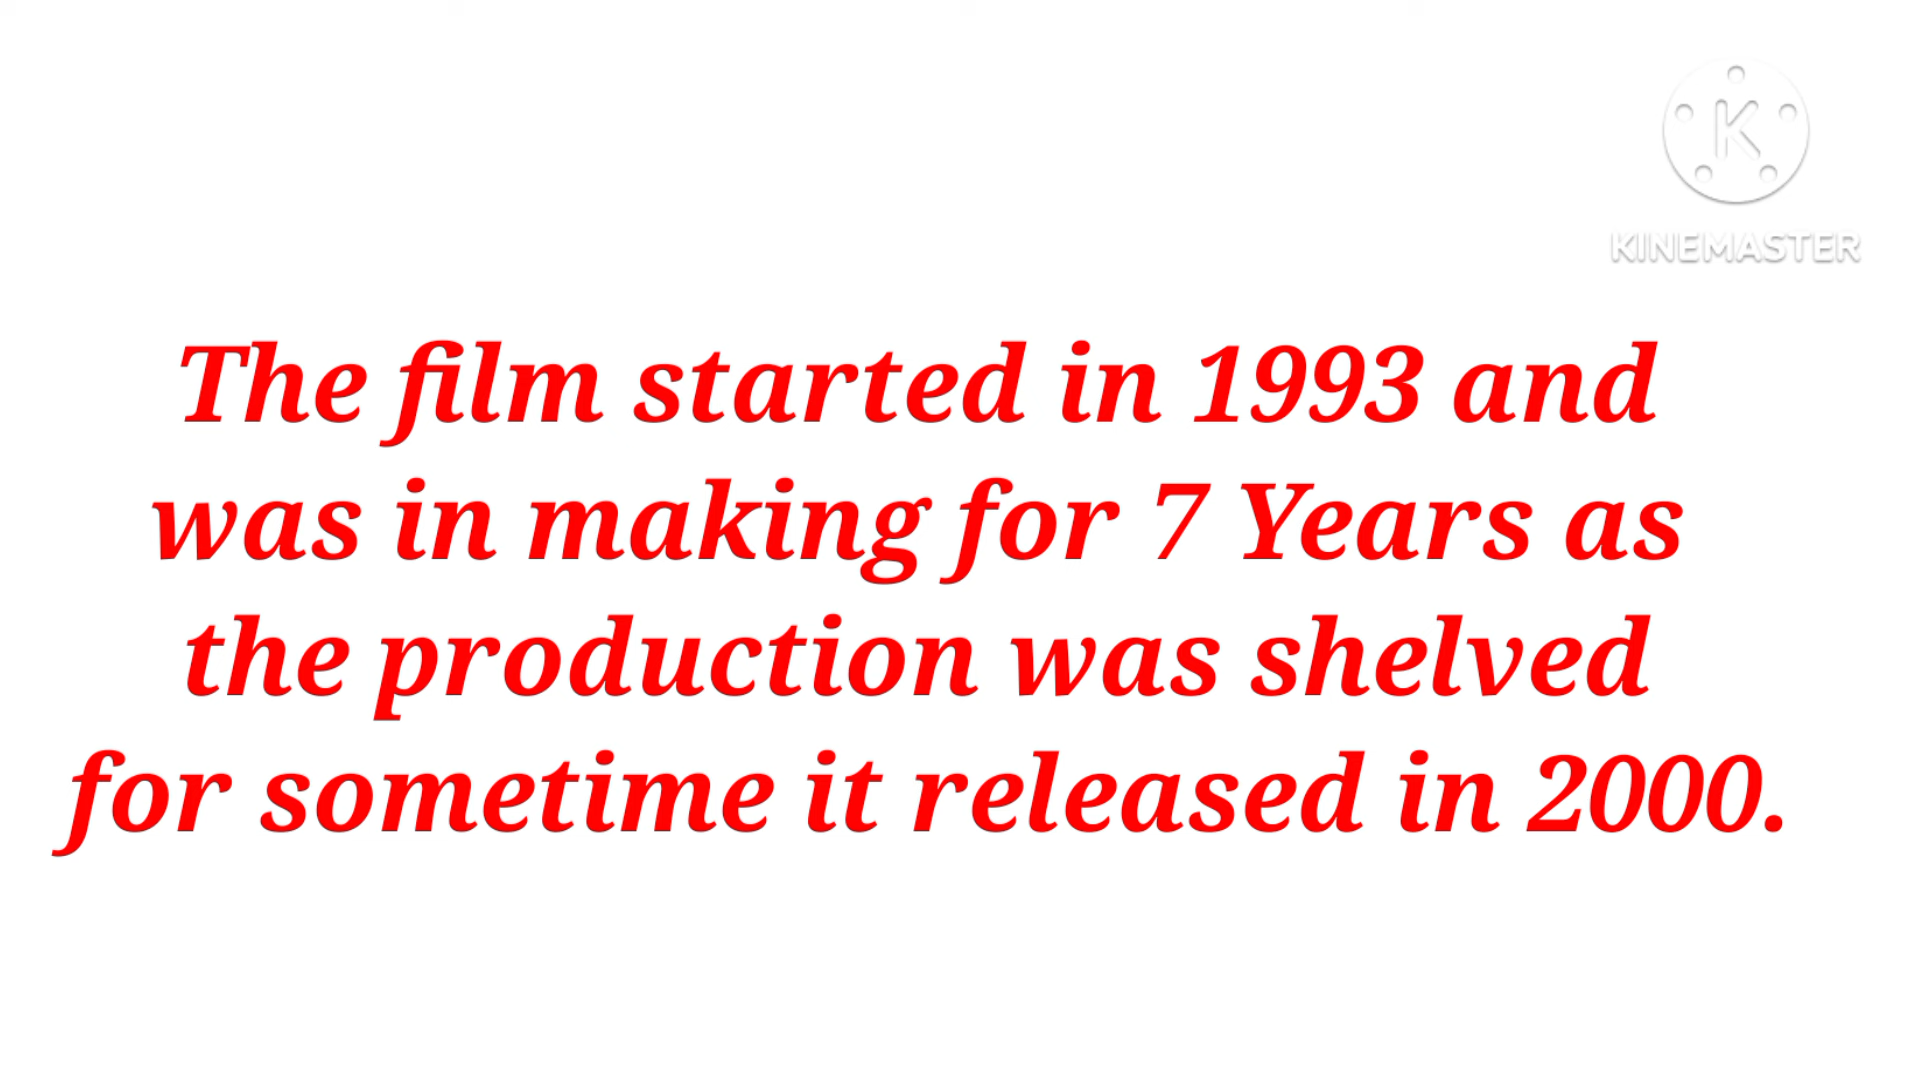 K
KINEMASTER
The film started in 1993 and
was in making for 7 Years as
the production was shelved
for sometime it released in 2000.